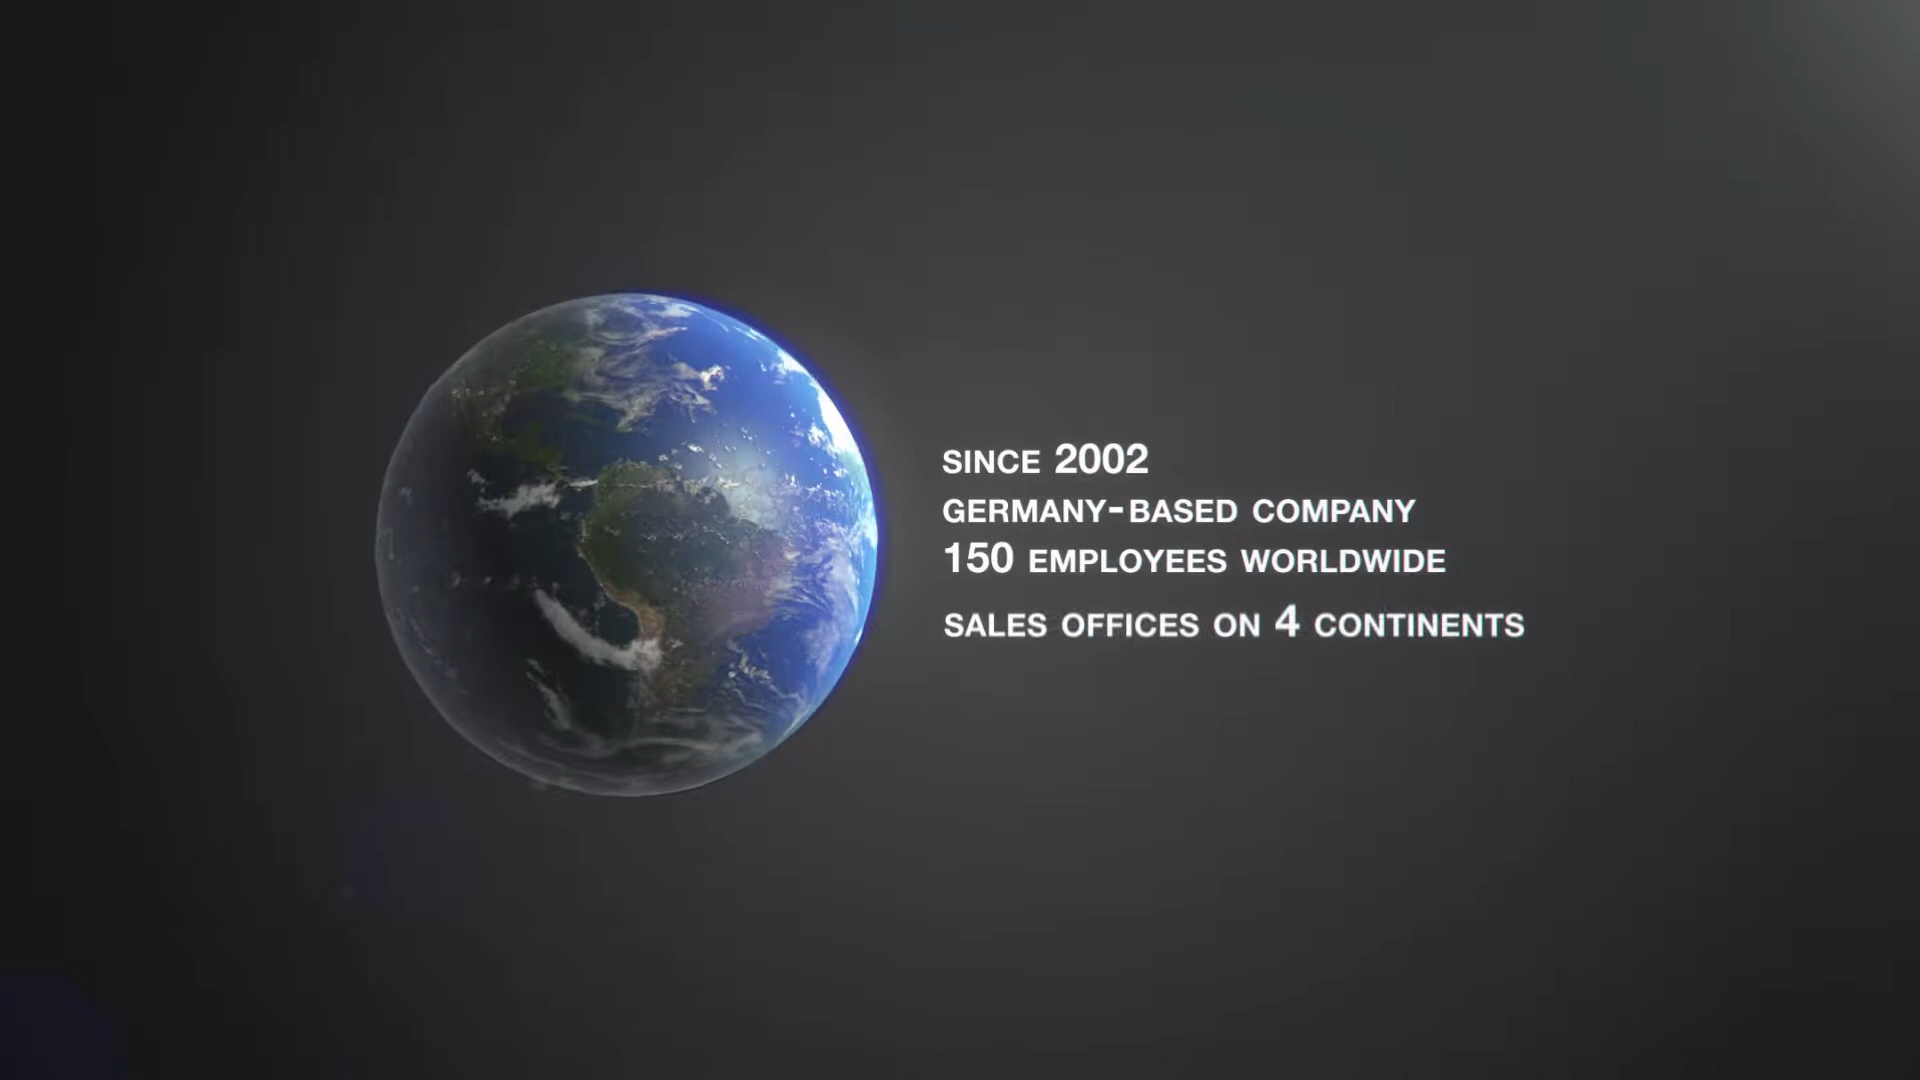 SINCE 2002
GERMANY-BASED COMPANY
150 EMPLOYEES WORLDWIDE
SALES OFFICES ON 4 CONTINENTS